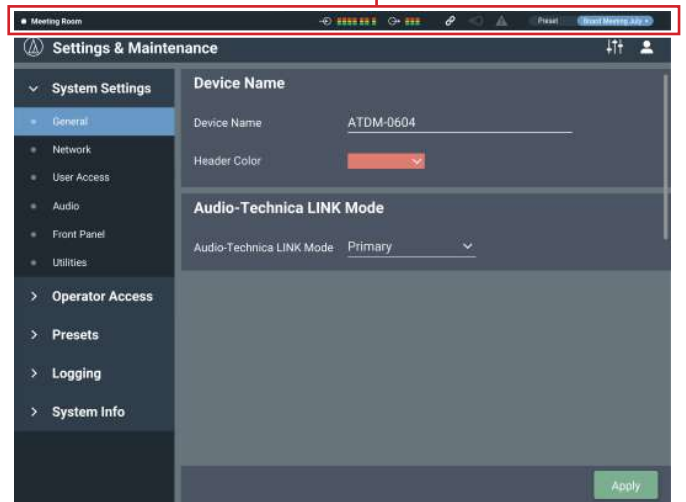 Meeting Room Preset Board Meeting July
Settings & Maintenance
System Settings
General
Network
User Access
Audio
Front Panel
Utilities
Operator Access
Presets
Logging
System Info
Device Name
Device Name ATDM-0604
Header Color
Audio-Technica LINK Mode
Audio-Technica LINK Mode Primary
Apply